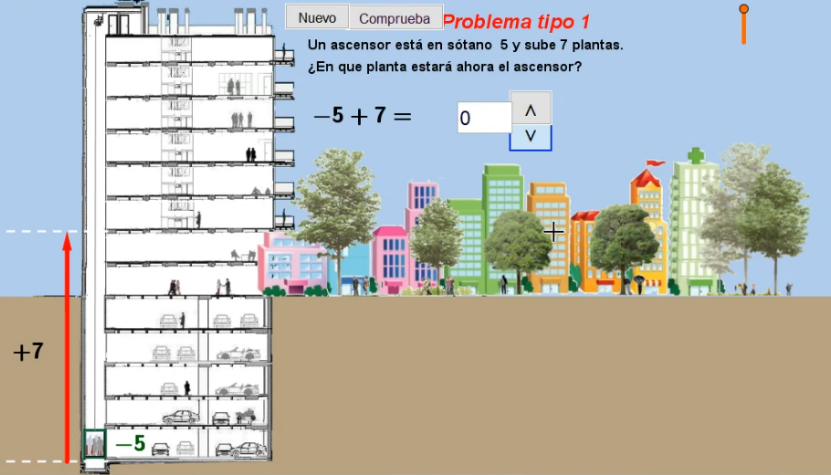 Nuevo Comprueba Problema tipo 1
Un ascensor está en sótano 5 y sube 7 plantas.
¿En que planta estará ahora el ascensor?
−5 + 7 = 0
+7
−5